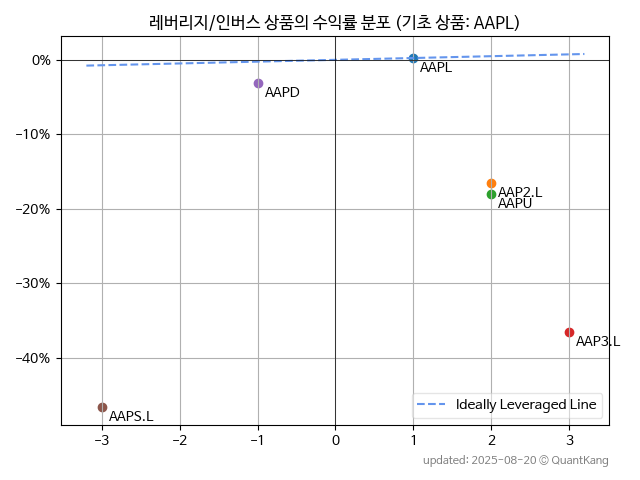 레버리지/인버스 상품의 수익률 분포 (기초 상품: AAPL)
0%
AAPL
AAPD
−10%
AAP2.L
−20%
AAPU
−30%
AAP3.L
−40%
Ideally Leveraged Line
AAPS.L
−3 −2 −1 0 1 2 3
updated: 2025-08-20 © QuantKang